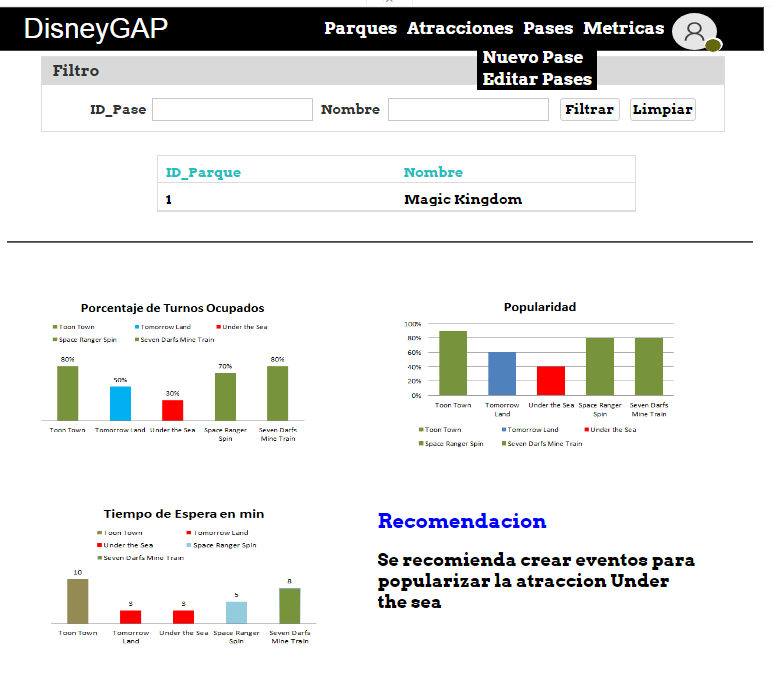 DisneyGAP
Parques Atracciones Pases Metricas
Nuevo Pase
Editar Pases
Filtro
ID_Pase Nombre Filtrar Limpiar
ID_Parque Nombre
1 Magic Kingdom
Porcentaje de Turnos Ocupados
Toon Town Tomorrow Land Under the Sea
Space Ranger Spin Seven Darfs Mine Train
80% 50% 30% 70% 80%
Toon Town Tomorrow Land Under the Sea Space Ranger Seven Darfs
Spin Mine Train
Popularidad
100%
80%
60%
40%
20%
0%
Toon Town Tomorrow Under the Sea Space Ranger Seven Darfs
Land Spin Mine Train
Toon Town Tomorrow Land Under the Sea
Space Ranger Spin Seven Darfs Mine Train
Tiempo de Espera en min
Toon Town Tomorrow Land
Under the Sea Space Ranger Spin
Seven Darfs Mine Train
10 3 3 5 8
Toon Town Tomorrow Under the Sea Space Ranger Seven Darfs
Land Spin Mine Train
Recomendacion
Se recomienda crear eventos para
popularizar la atraccion Under
the sea